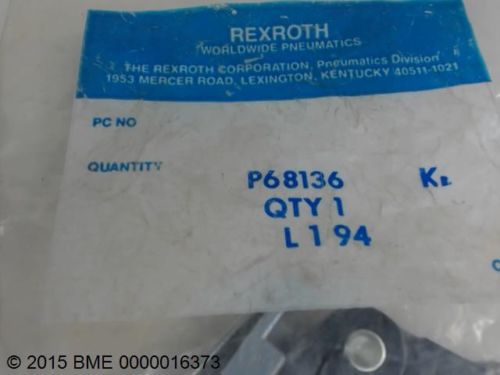 REXROTH
WORLDWIDE PNEUMATICS
THE REXROTH CORPORATION, Pneumatics Division
1953 MERCER ROAD, LEXINGTON, KENTUCKY 40511-1021
PC NO
QUANTITY
P68136
QTY 1
L 1 94
© 2015 BME 0000016373